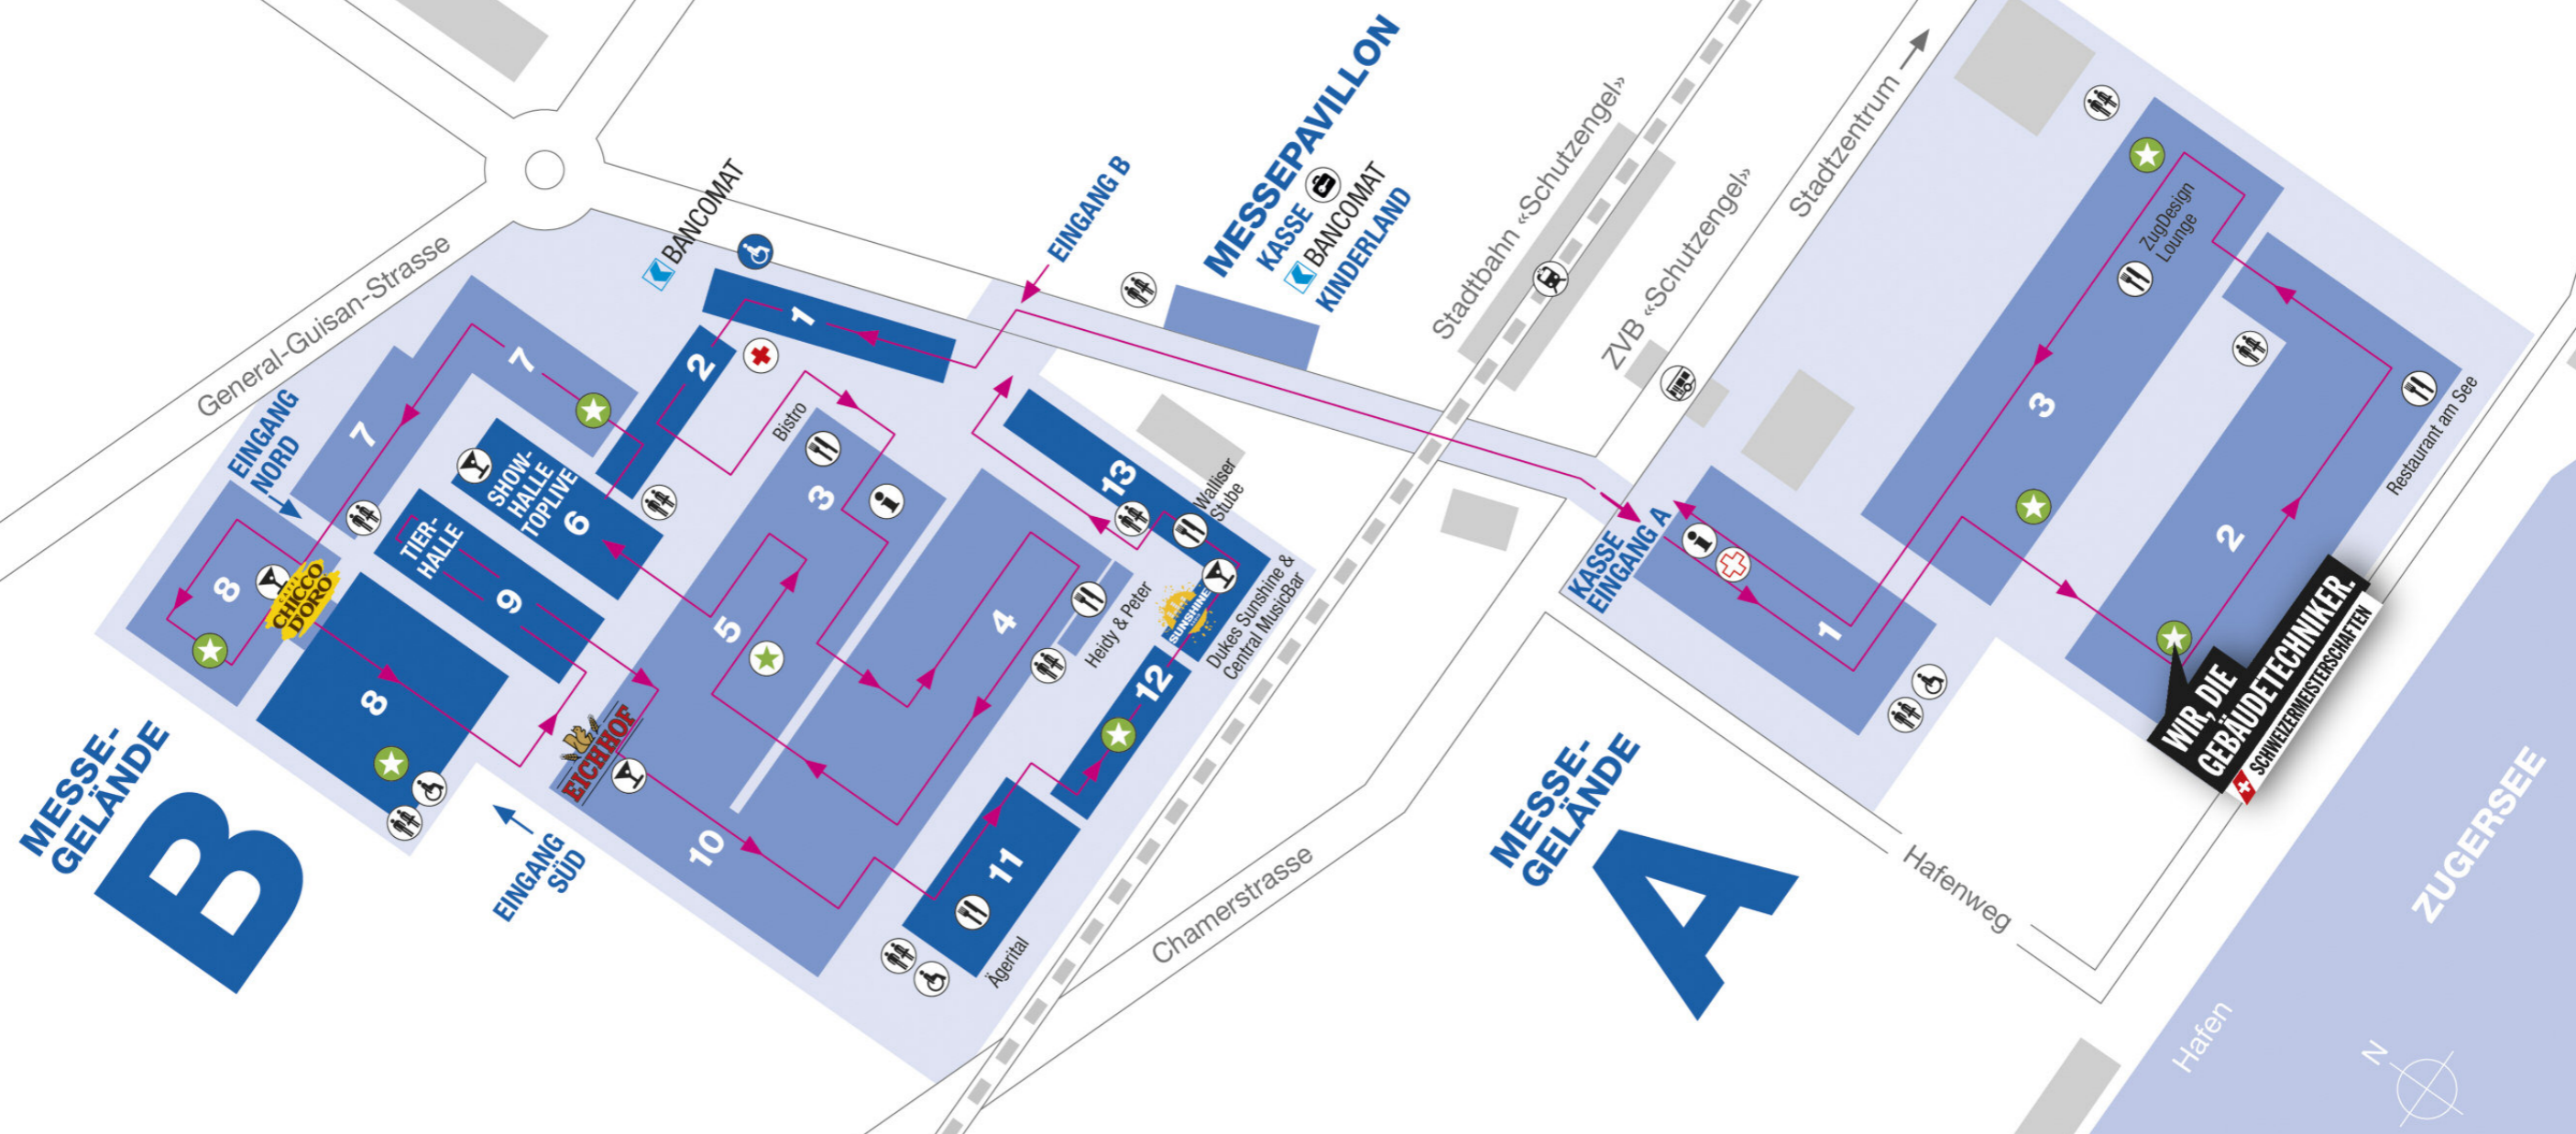 General-Guisan-Strasse
BANCOMAT
EINGANG B
MESSEPAVILLON
KASSE
BANCOMAT
KINDERLAND
Stadtbahn «Schutzengel»
ZVB «Schutzengel»
Stadtzentrum
EINGANG
NORD
7
7
1
2
SHOW-
HALLE
TOPLIVE
6
TIER-
HALLE
9
8
CHICCO
D'ORO
8
Bistro
3
5
4
13
Walliser
Stube
Heidy & Peter
SUNSHINE
Dukes Sunshine &
Central MusicBar
12
EICHHOF
10
11
Ägerital
EINGANG
SÜD
MESSE-
GELÄNDE
B
Chamerstrasse
KASSE
EINGANG A
1
2
3
ZugDesign
Lounge
Restaurant am See
WIR, DIE
GEBÄUDETECHNIKER.
SCHWEIZERMEISTERSCHAFTEN
MESSE-
GELÄNDE
A
Hafenweg
ZUGERSEE
Hafen
N